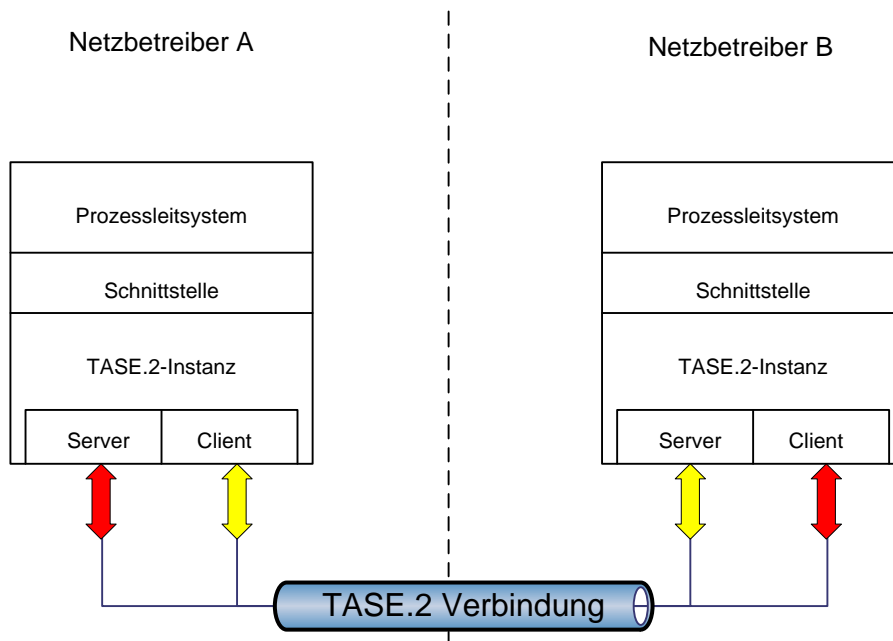 Netzbetreiber A
Netzbetreiber B
Prozessleitsystem
Schnittstelle
TASE.2-Instanz
Server
Client
Prozessleitsystem
Schnittstelle
TASE.2-Instanz
Server
Client
TASE.2 Verbindung